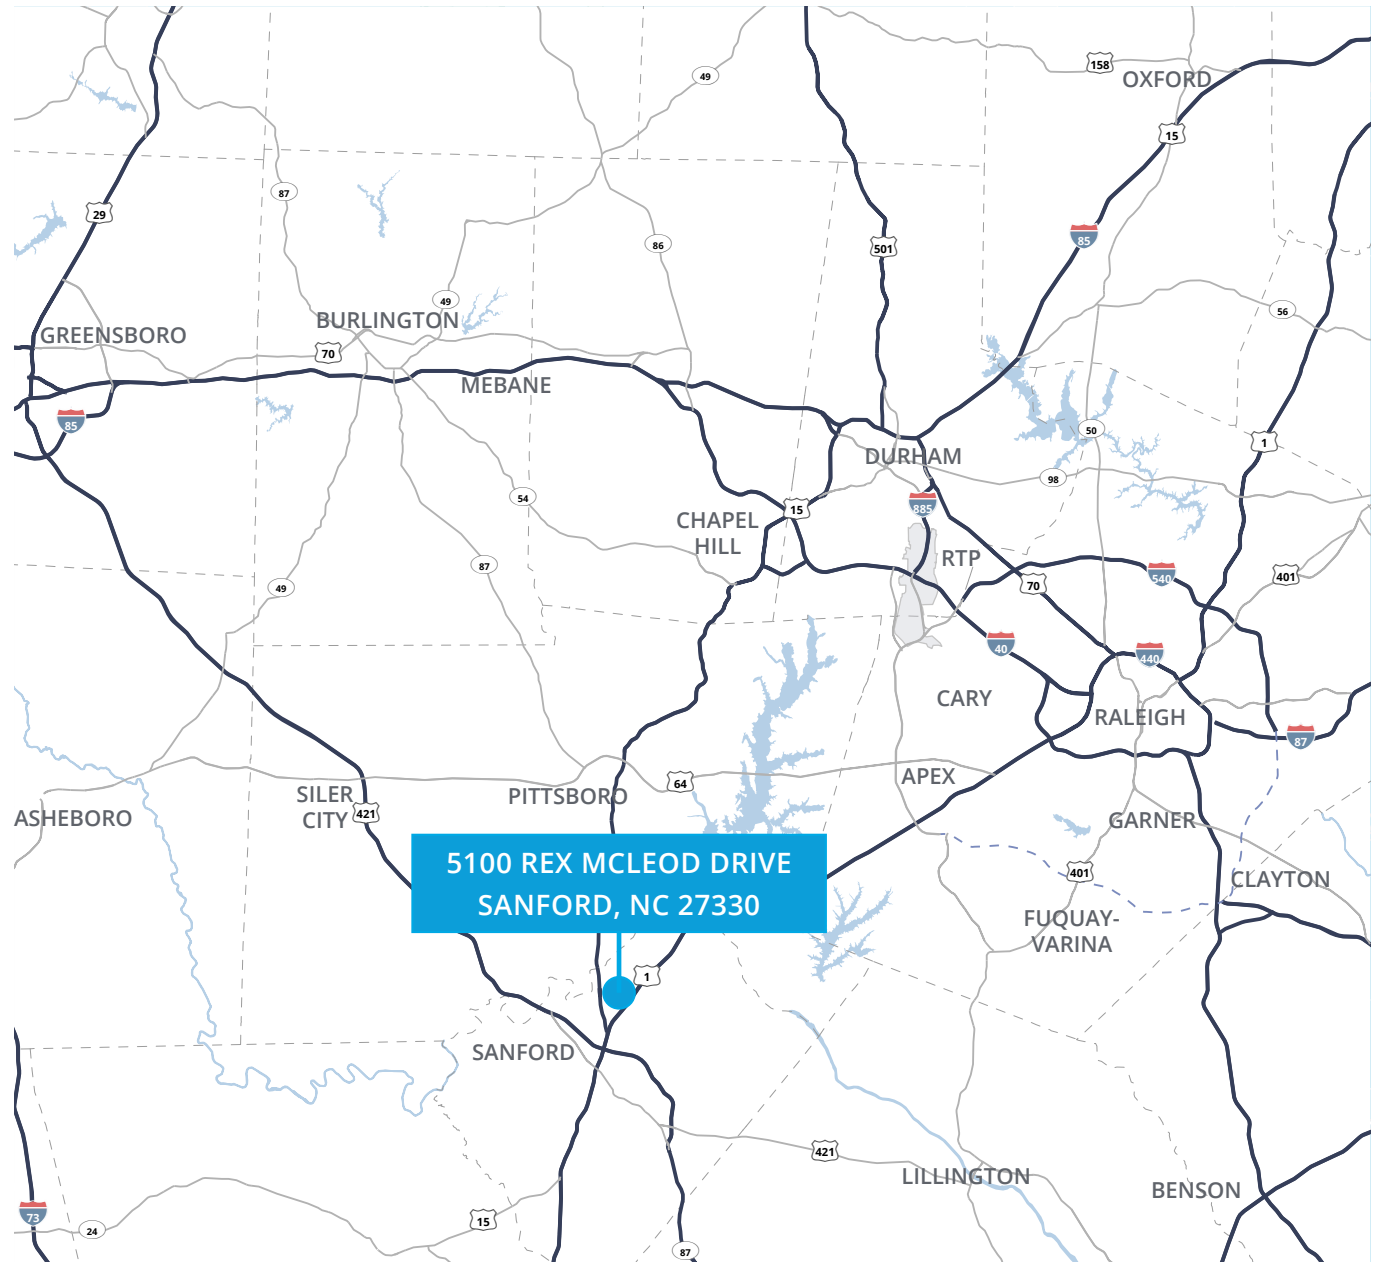 49
158
OXFORD
15
87
29
86
501
85
49
56
BURLINGTON
GREENSBORO
70
MEBANE
85
50
1
DURHAM
98
54
885
15
CHAPEL
HILL
RTP
87
540
401
70
49
40
440
CARY
RALEIGH
87
APEX
64
SILER
CITY
PITTSBORO
421
ASHEBORO
GARNER
5100 REX MCLEOD DRIVE
SANFORD, NC 27330
401
CLAYTON
FUQUAY-
VARINA
1
SANFORD
421
LILLINGTON
BENSON
73
24
15
87